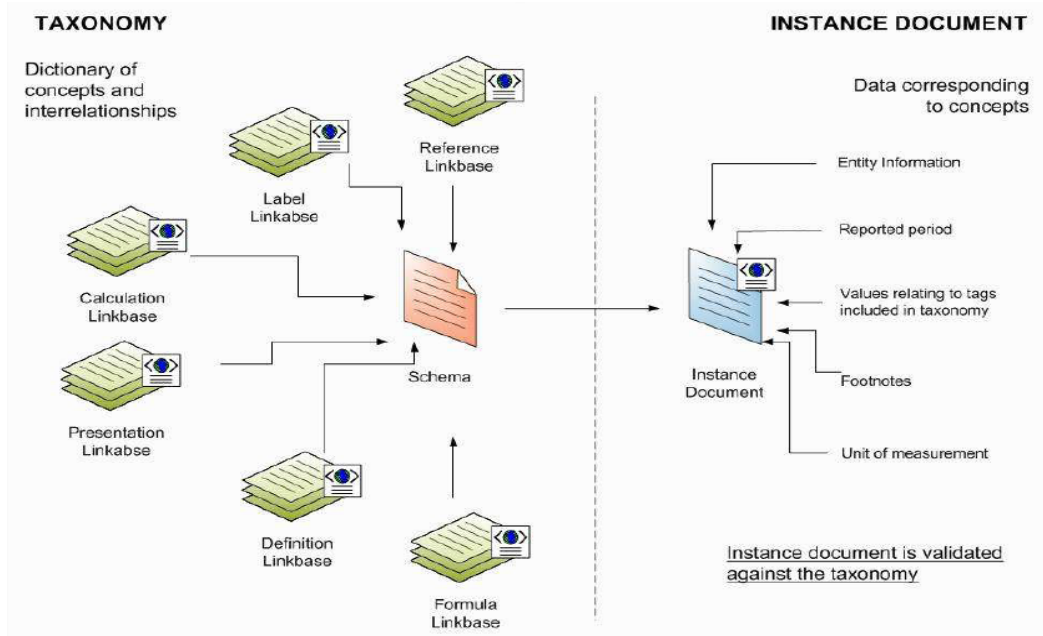 TAXONOMY
INSTANCE DOCUMENT
Dictionary of
concepts and
interrelationships
Data corresponding
to concepts
Reference
Linkbase
Label
Linkabse
Calculation
Linkbase
Presentation
Linkabse
Definition
Linkbase
Formula
Linkbase
Schema
Instance
Document
Entity Information
Reported period
Values relating to tags
included in taxonomy
Footnotes
Unit of measurement
Instance document is validated
against the taxonomy